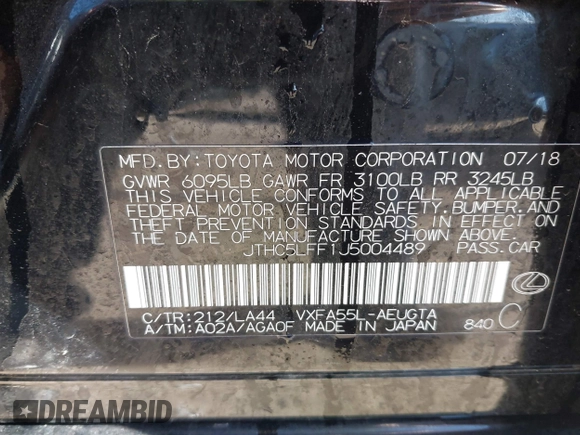 MFD.BY:TOYOTA MOTOR CORPORATION 07/18
GVWR 6095LB GAWR FR 3100LB RR 3245LB
THIS VEHICLE CONFORMS TO ALL APPLICABLE
FEDERAL MOTOR VEHICLE SAFETY,BUMPER,AND
THEFT PREVENTION STANDARDS IN EFFECT ON
THE DATE OF MANUFACTURE SHOWN ABOVE.
JTHC5LFF1J5004489 PASS.CAR
C/TR:212/LA44 VXFA55L-AEUGTA
A/TM:A02A/AGA0F MADE IN JAPAN 840 C
DREAMBID